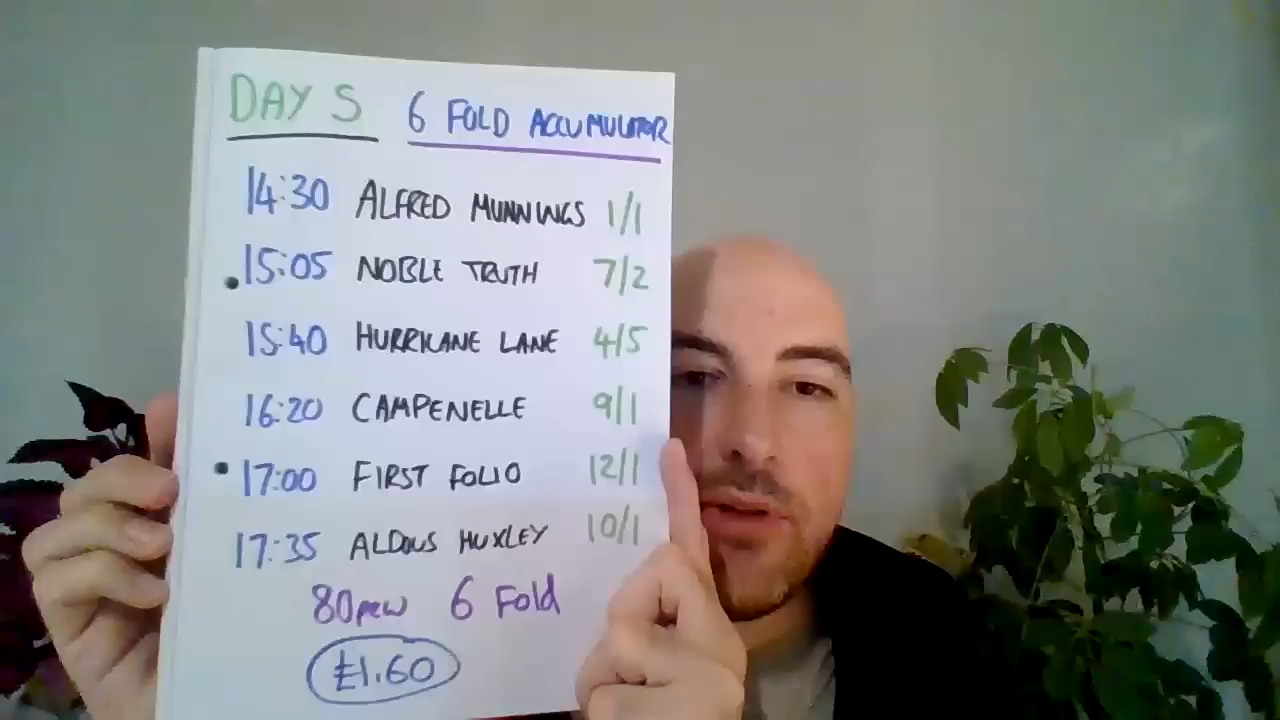 DAY 5 6 FOLD ACCUMULATOR
14:30 ALFRED MUNNINGS 1/1
15:05 NOBLE TRUTH 7/2
15:40 HURRICANE LANE 4/5
16:20 CAMPENELLE 9/1
17:00 FIRST FOLIO 12/1
17:35 ALDOUS HUXLEY 10/1
80pew 6 Fold
£1.60